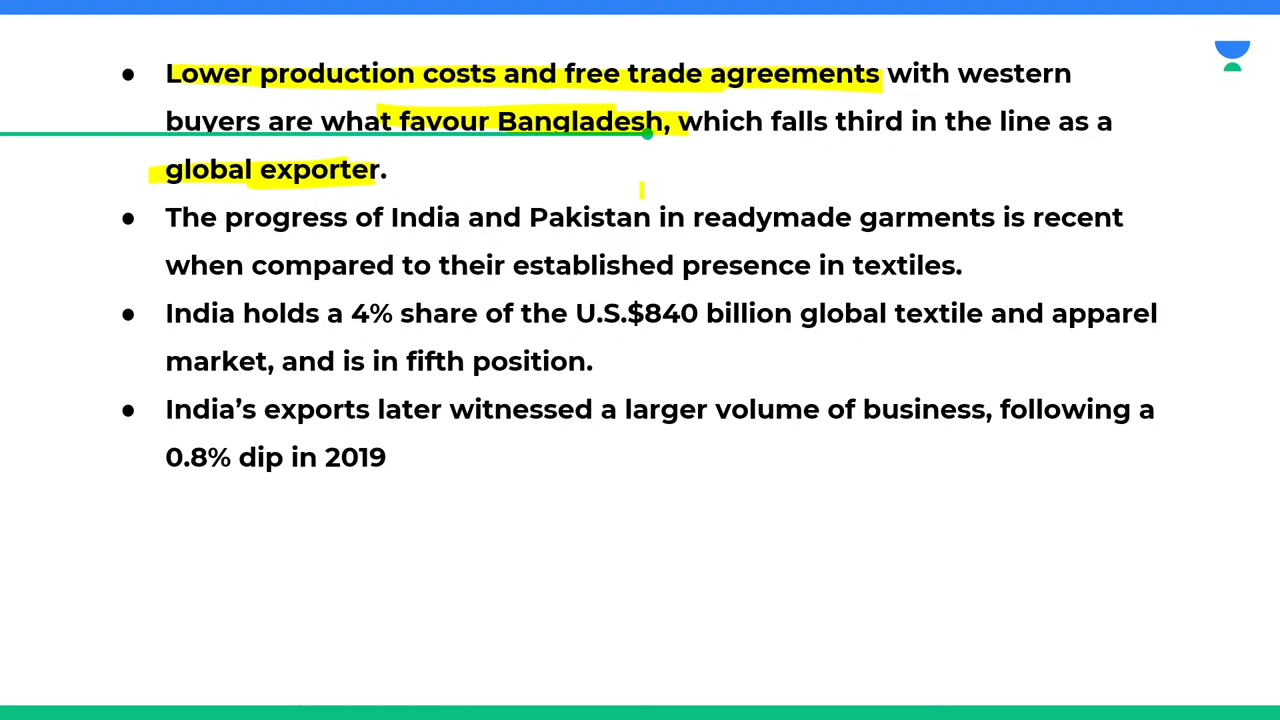 ● Lower production costs and free trade agreements with western
buyers are what favour Bangladesh, which falls third in the line as a
global exporter.
● The progress of India and Pakistan in readymade garments is recent
when compared to their established presence in textiles.
● India holds a 4% share of the U.S.$840 billion global textile and apparel
market, and is in fifth position.
● India’s exports later witnessed a larger volume of business, following a
0.8% dip in 2019